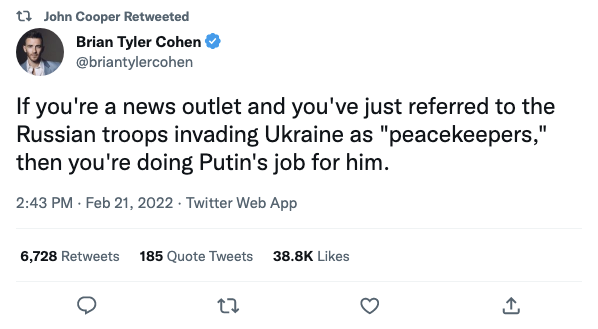 John Cooper Retweeted
Brian Tyler Cohen
@briantylercohen
If you're a news outlet and you've just referred to the
Russian troops invading Ukraine as "peacekeepers,"
then you're doing Putin's job for him.
2:43 PM · Feb 21, 2022 · Twitter Web App
6,728 Retweets 185 Quote Tweets 38.8K Likes